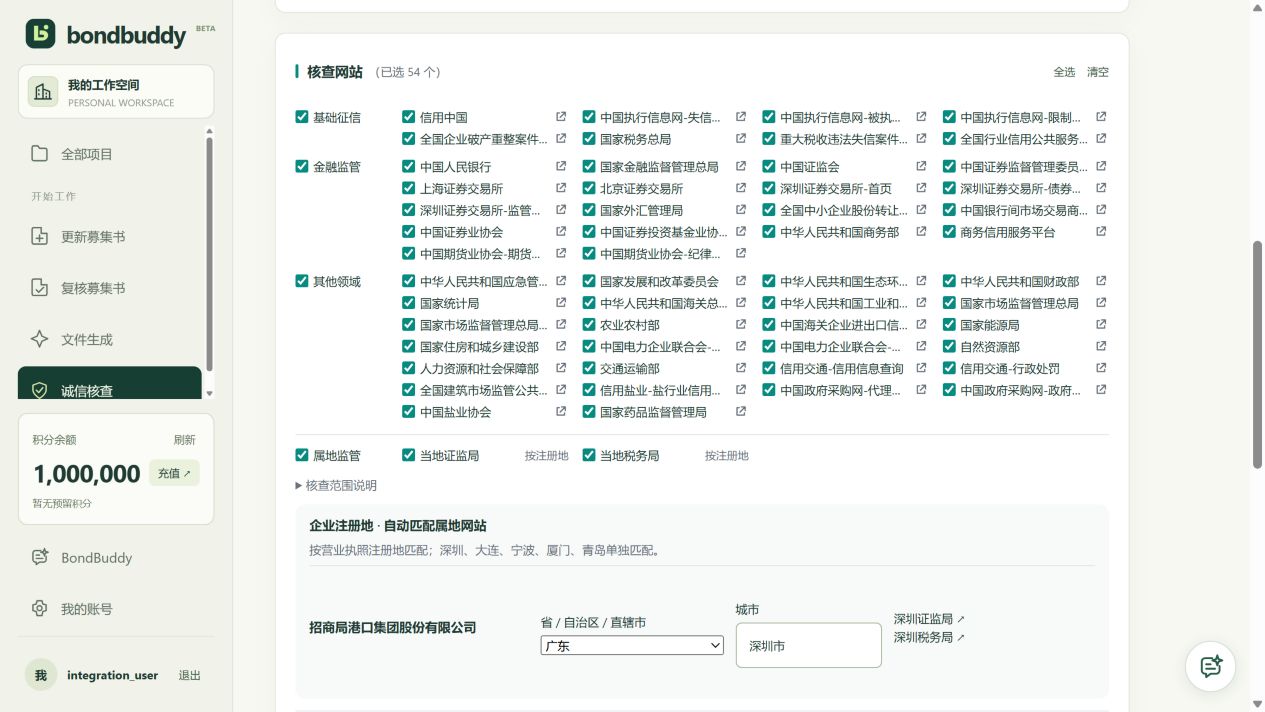 bondbuddy BETA
我的工作空间
PERSONAL WORKSPACE
全部项目
开始工作
更新募集书
复核募集书
文件生成
诚信核查
积分余额 刷新
1,000,000 充值 ↗
暂无预留积分
BondBuddy
我的账号
我 integration_user 退出
核查网站 (已选 54 个) 全选 清空
基础征信 信用中国 中国执行信息网-失信... 中国执行信息网-被执... 中国执行信息网-限制...
全国企业破产重整案件... 国家税务总局 重大税收违法失信案件... 全国行业信用公共服务...
金融监管 中国人民银行 国家金融监督管理总局 中国证监会 中国证券监督管理委员...
上海证券交易所 北京证券交易所 深圳证券交易所-首页 深圳证券交易所-债券...
深圳证券交易所-监管... 国家外汇管理局 全国中小企业股份转让... 中国银行间市场交易商...
中国证券业协会 中国证券投资基金业协... 中华人民共和国商务部 商务信用服务平台
中国期货业协会-期货... 中国期货业协会-纪律...
其他领域 中华人民共和国应急管... 国家发展和改革委员会 中华人民共和国生态环... 中华人民共和国财政部
国家统计局 中华人民共和国海关总... 中华人民共和国工业和... 国家市场监督管理总局
国家市场监督管理总局... 农业农村部 中国海关企业进出口信... 国家能源局
国家住房和城乡建设部 中国电力企业联合会-... 中国电力企业联合会-... 自然资源部
人力资源和社会保障部 交通运输部 信用交通-信用信息查询 信用交通-行政处罚
全国建筑市场监管公共... 信用盐业-盐行业信用... 中国政府采购网-代理... 中国政府采购网-政府...
中国盐业协会 国家药品监督管理局
属地监管 当地证监局 按注册地 当地税务局 按注册地
▶ 核查范围说明
企业注册地 · 自动匹配属地网站
按营业执照注册地匹配；深圳、大连、宁波、厦门、青岛单独匹配。
招商局港口集团股份有限公司
省 / 自治区 / 直辖市
广东
城市
深圳市
深圳证监局 ↗
深圳税务局 ↗